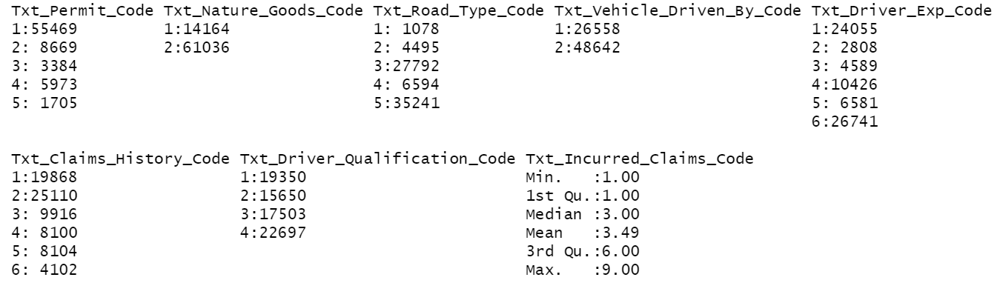 Txt_Permit_Code Txt_Nature_Goods_Code Txt_Road_Type_Code Txt_Vehicle_Driven_By_Code Txt_Driver_Exp_Code
1:55469 1:14164 1: 1078 1:26558 1:24055
2: 8669 2:61036 2: 4495 2:48642 2: 2808
3: 3384 3:27792 3: 4589
4: 5973 4: 6594 4:10426
5: 1705 5:35241 5: 6581
6:26741
Txt_Claims_History_Code Txt_Driver_Qualification_Code Txt_Incurred_Claims_Code
1:19868 1:19350 Min. :1.00
2:25110 2:15650 1st Qu.:1.00
3: 9916 3:17503 Median :3.00
4: 8100 4:22697 Mean :3.49
5: 8104 3rd Qu.:6.00
6: 4102 Max. :9.00